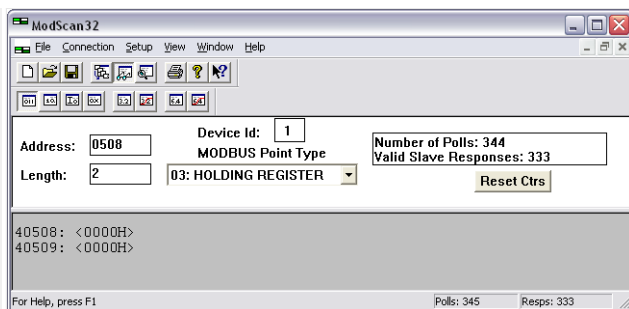 ModScan32
File Connection Setup View Window Help
Address: 0508
Device Id: 1
MODBUS Point Type
Length: 2
03: HOLDING REGISTER
Number of Polls: 344
Valid Slave Responses: 333
Reset Ctrs
40508: <0000H>
40509: <0000H>
For Help, press F1
Polls: 345
Resps: 333